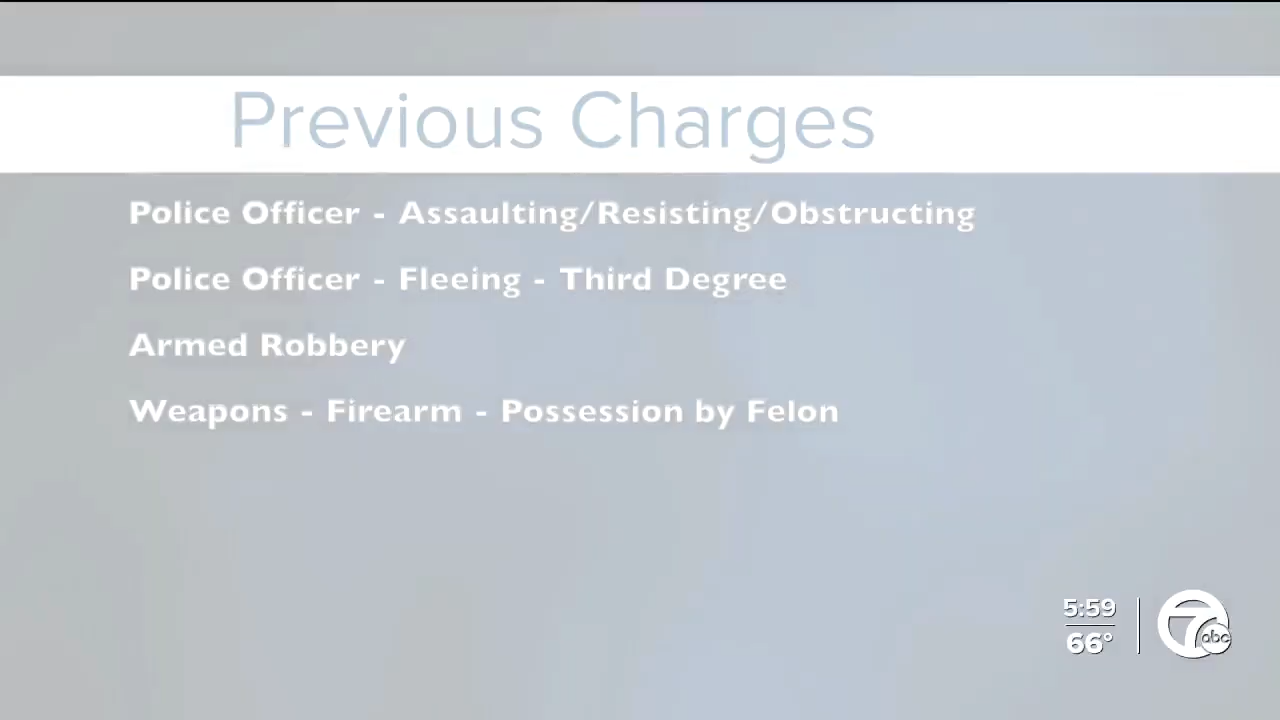 Previous Charges
Police Officer - Assaulting/Resisting/Obstructing
Police Officer - Fleeing - Third Degree
Armed Robbery
Weapons - Firearm - Possession by Felon
5:59
66°
7
abc